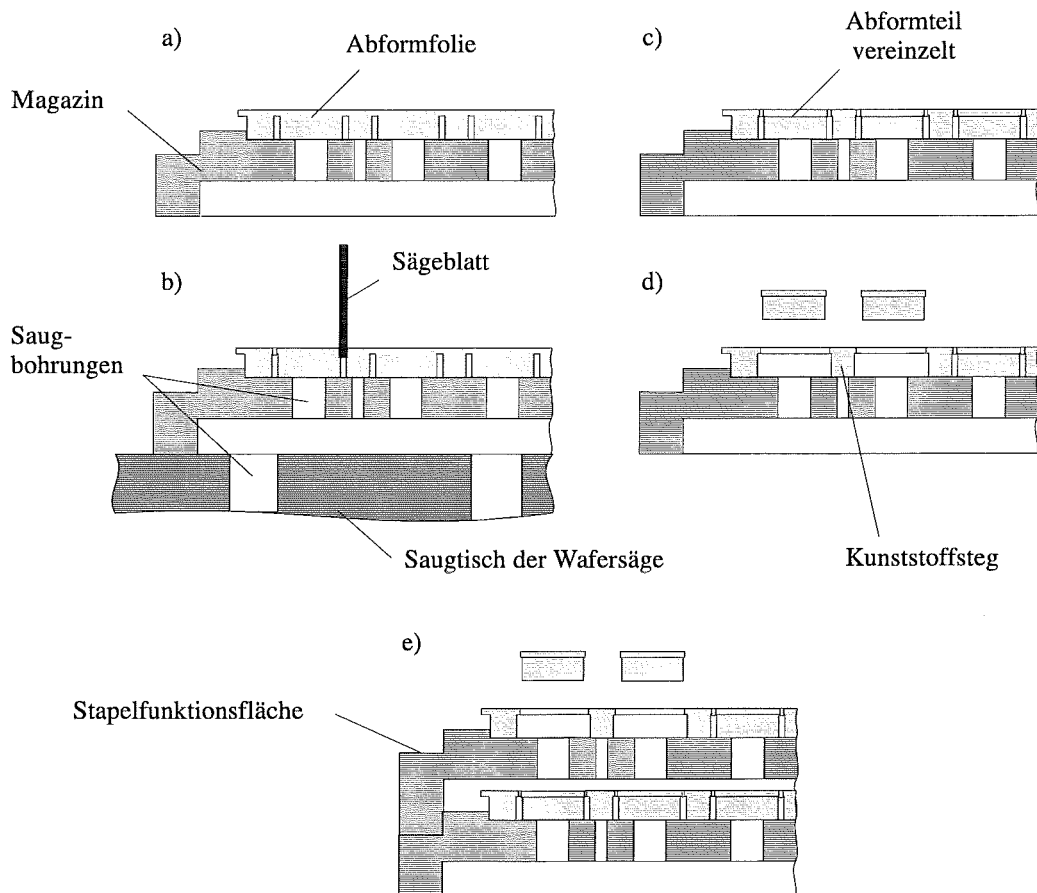 a)
Abformfolie
Magazin
c)
Abformteil
vereinzelt
b)
Sägeblatt
Saug-
bohrungen
Saugtisch der Wafersäge
d)
Kunststoffsteg
e)
Stapelfunktionsfläche